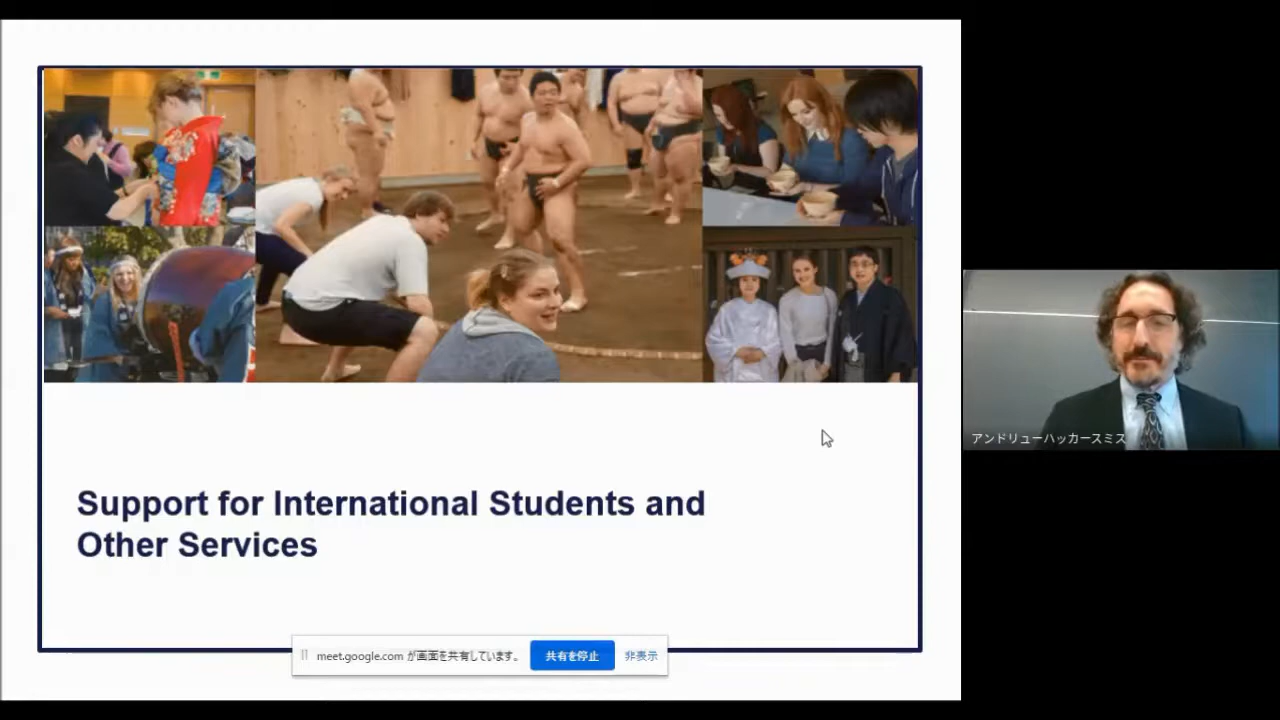 Support for International Students and
Other Services
meet.google.com が画面を共有しています。
共有を停止
非表示
アンドリューハッカースミス